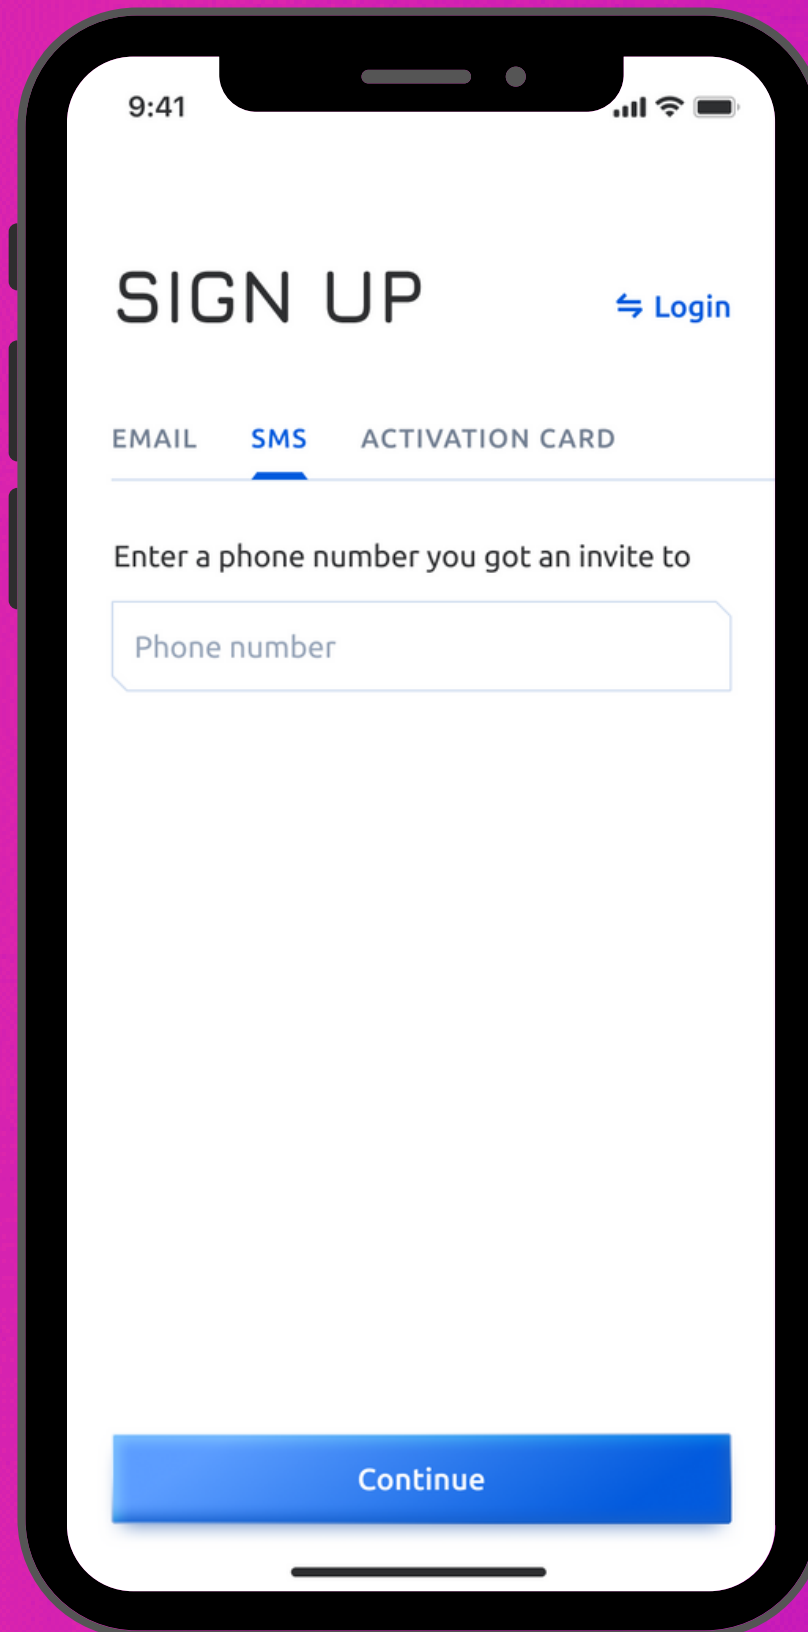 9:41
SIGN UP
Login
EMAIL SMS ACTIVATION CARD
Enter a phone number you got an invite to
Phone number
Continue